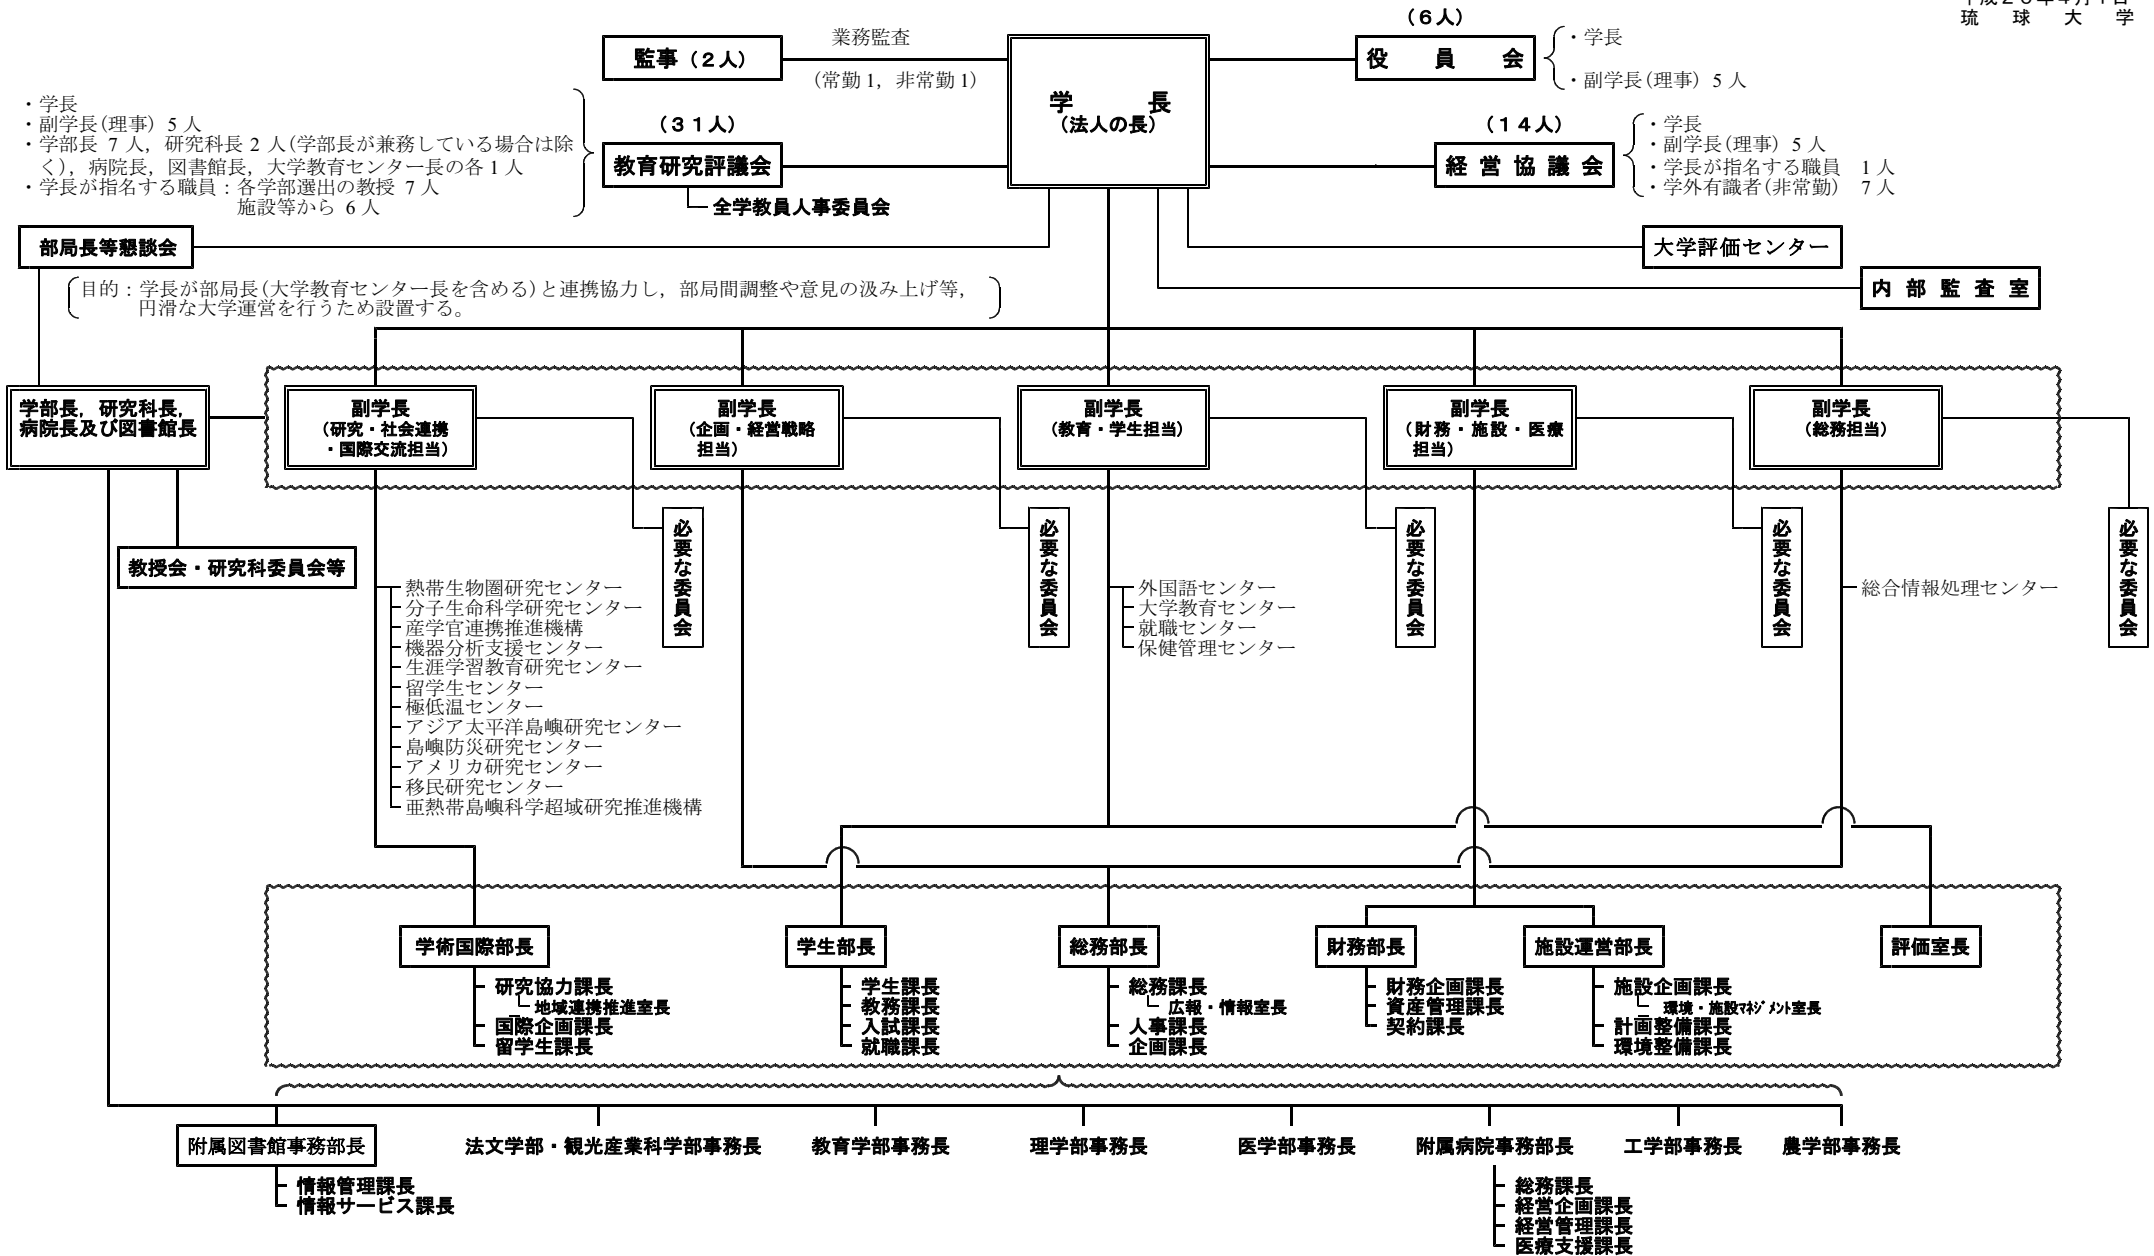 琉 球 大 学
(６人)
監事（２人）
業務監査
(常勤 1，非常勤 1)
学 長
(法人の長)
役 員 会
・学長
・副学長(理事) 5 人
・学長
・副学長(理事) 5 人
・学部長 7 人，研究科長 2 人(学部長が兼務している場合は除
く)，病院長，図書館長，大学教育センター長の各 1 人
・学長が指名する職員：各学部選出の教授 7 人
施設等から 6 人
(３１人)
教育研究評議会
全学教員人事委員会
(１４人)
経 営 協 議 会
・学長
・副学長(理事) 5 人
・学長が指名する職員 1 人
・学外有識者(非常勤) 7 人
部局長等懇談会
大学評価センター
目的：学長が部局長(大学教育センター長を含める)と連携協力し，部局間調整や意見の汲み上げ等，
円滑な大学運営を行うため設置する。
内 部 監 査 室
学部長，研究科長，
病院長及び図書館長
副学長
(研究・社会連携
・国際交流担当)
副学長
(企画・経営戦略
担当)
副学長
(教育・学生担当)
副学長
(財務・施設・医療
担当)
副学長
(総務担当)
教授会・研究科委員会等
必要な委員会
必要な委員会
必要な委員会
必要な委員会
必要な委員会
熱帯生物圏研究センター
分子生命科学研究センター
産学官連携推進機構
機器分析支援センター
生涯学習教育研究センター
留学生センター
極低温センター
アジア太平洋島嶼研究センター
島嶼防災研究センター
アメリカ研究センター
移民研究センター
亜熱帯島嶼科学超域研究推進機構
外国語センター
大学教育センター
就職センター
保健管理センター
総合情報処理センター
学術国際部長
研究協力課長
地域連携推進室長
国際企画課長
留学生課長
学生部長
学生課長
教務課長
入試課長
就職課長
総務部長
総務課長
広報・情報室長
人事課長
企画課長
財務部長
財務企画課長
資産管理課長
契約課長
施設運営部長
施設企画課長
環境・施設ﾏﾈｼﾞﾒﾝﾄ室長
計画整備課長
環境整備課長
評価室長
附属図書館事務部長
情報管理課長
情報サービス課長
法文学部・観光産業科学部事務長
教育学部事務長
理学部事務長
医学部事務長
附属病院事務部長
総務課長
経営企画課長
経営管理課長
医療支援課長
工学部事務長
農学部事務長